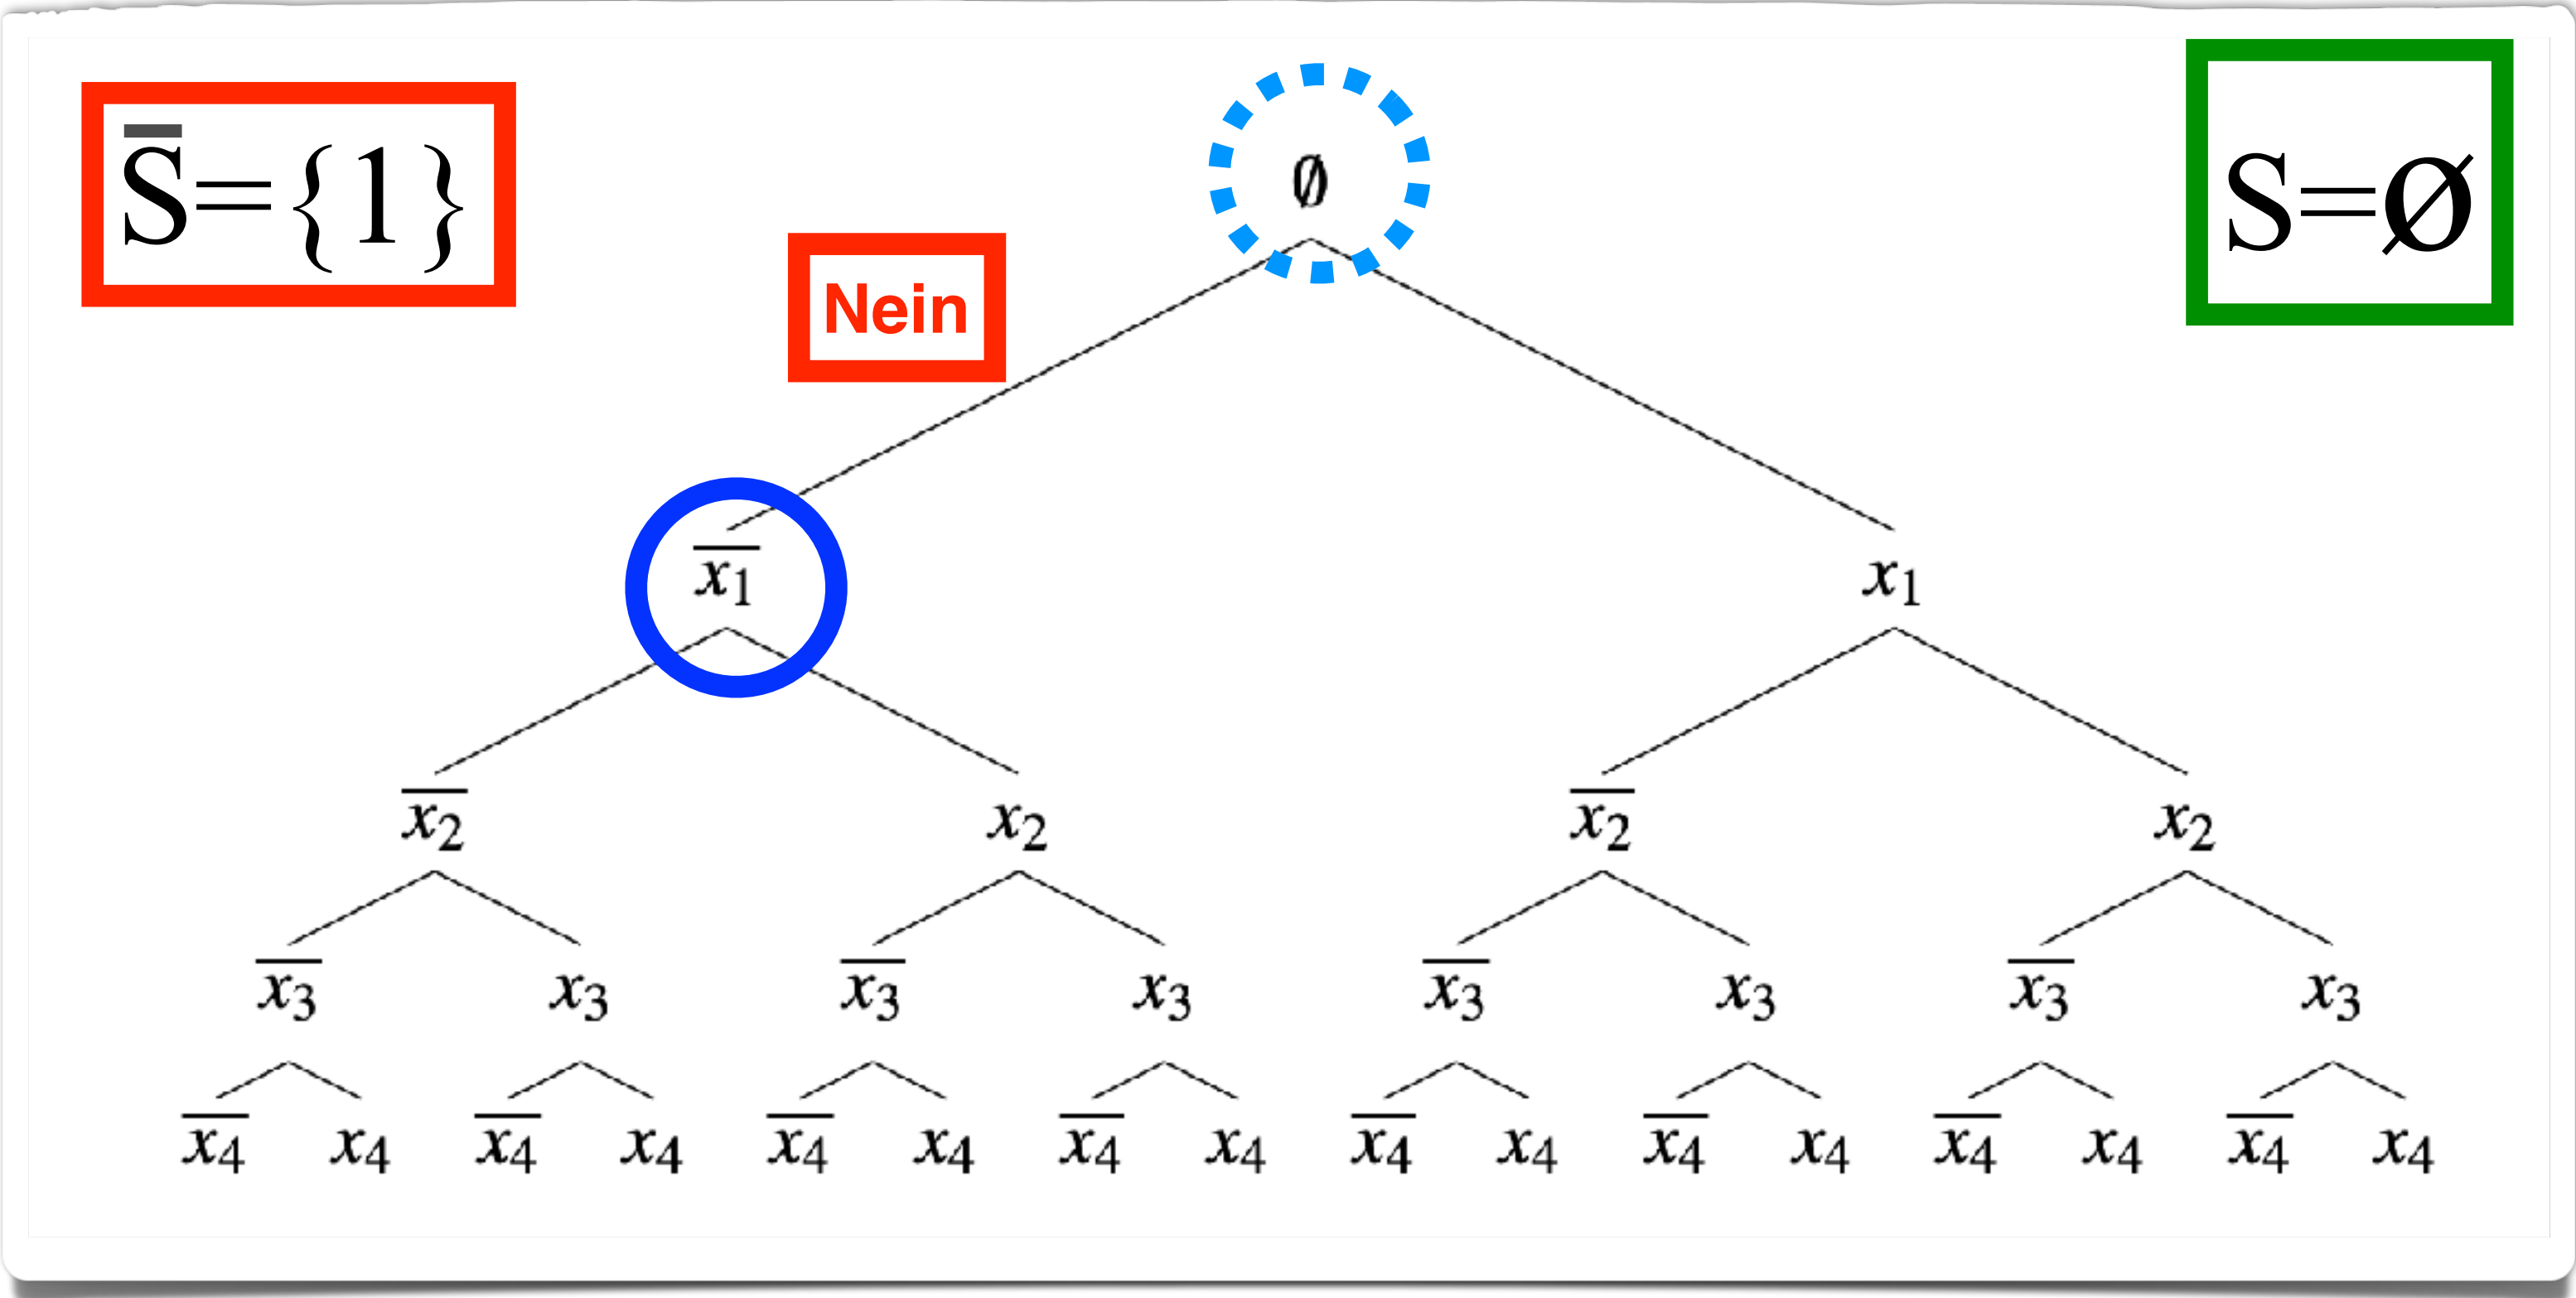 S̅={1}
∅
S=Ø
Nein
x̅₁ x₁
x̅₂ x₂ x̅₂ x₂
x̅₃ x₃ x̅₃ x₃ x̅₃ x₃ x̅₃ x₃
x̅₄ x₄ x̅₄ x₄ x̅₄ x₄ x̅₄ x₄ x̅₄ x₄ x̅₄ x₄ x̅₄ x₄ x̅₄ x₄